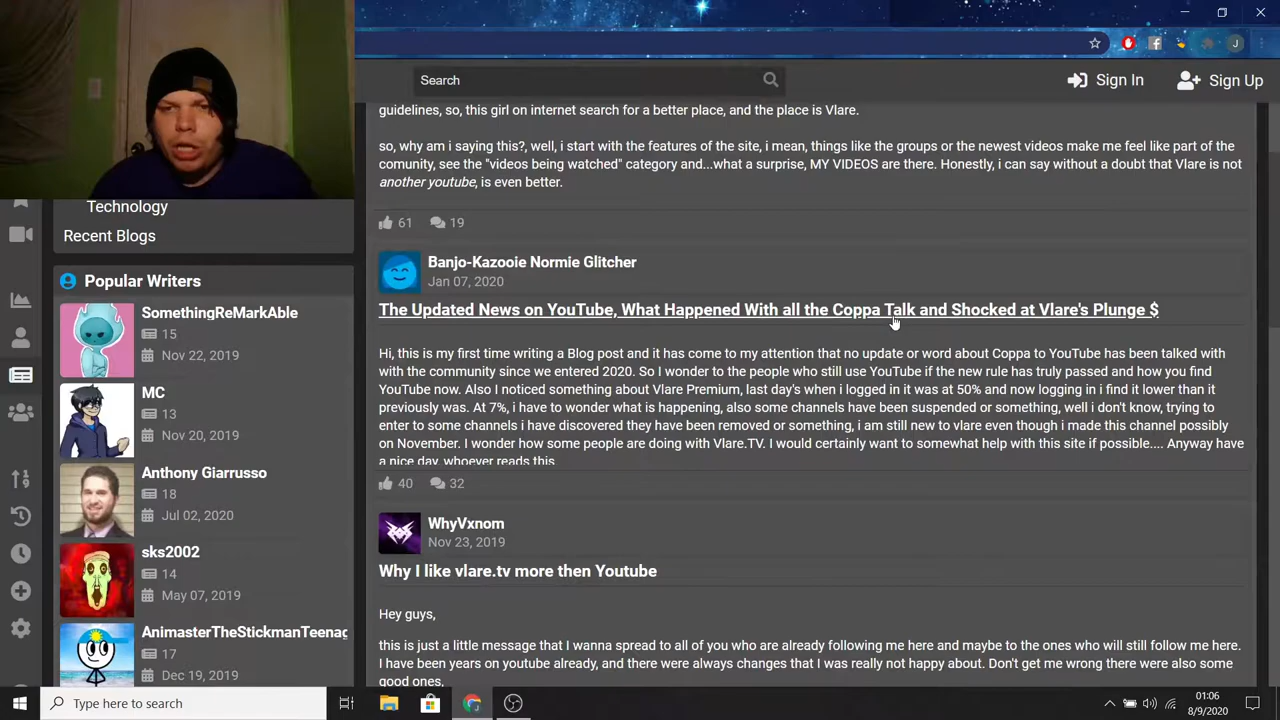 Search
Sign In
Sign Up
guidelines, so, this girl on internet search for a better place, and the place is Vlare.
so, why am i saying this?, well, i start with the features of the site, i mean, things like the groups or the newest videos make me feel like part of the
comunity, see the "videos being watched" category and...what a surprise, MY VIDEOS are there. Honestly, i can say without a doubt that Vlare is not
another youtube, is even better.
61
19
Technology
Recent Blogs
Popular Writers
SomethingReMarkAble
15
Nov 22, 2019
MC
13
Nov 20, 2019
Anthony Giarrusso
18
Jul 02, 2020
sks2002
14
May 07, 2019
AnimasterTheStickmanTeenag
17
Dec 19, 2019
Banjo-Kazooie Normie Glitcher
Jan 07, 2020
The Updated News on YouTube, What Happened With all the Coppa Talk and Shocked at Vlare's Plunge $
Hi, this is my first time writing a Blog post and it has come to my attention that no update or word about Coppa to YouTube has been talked with
with the community since we entered 2020. So I wonder to the people who still use YouTube if the new rule has truly passed and how you find
YouTube now. Also I noticed something about Vlare Premium, last day's when i logged in it was at 50% and now logging in i find it lower than it
previously was. At 7%, i have to wonder what is happening, also some channels have been suspended or something, well i don't know, trying to
enter to some channels i have discovered they have been removed or something, i am still new to vlare even though i made this channel possibly
on November. I wonder how some people are doing with Vlare.TV. I would certainly want to somewhat help with this site if possible.... Anyway have
a nice day, whoever reads this.
40
32
WhyVxnom
Nov 23, 2019
Why I like vlare.tv more then Youtube
Hey guys,
this is just a little message that I wanna spread to all of you who are already following me here and maybe to the ones who will still follow me here.
I have been years on youtube already, and there were always changes that I was really not happy about. Don't get me wrong there were also some
good ones,
Type here to search
01:06
8/9/2020